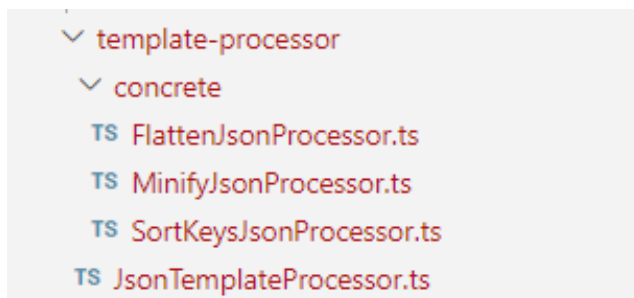 template-processor
concrete
TS FlattenJsonProcessor.ts
TS MinifyJsonProcessor.ts
TS SortKeysJsonProcessor.ts
TS JsonTemplateProcessor.ts